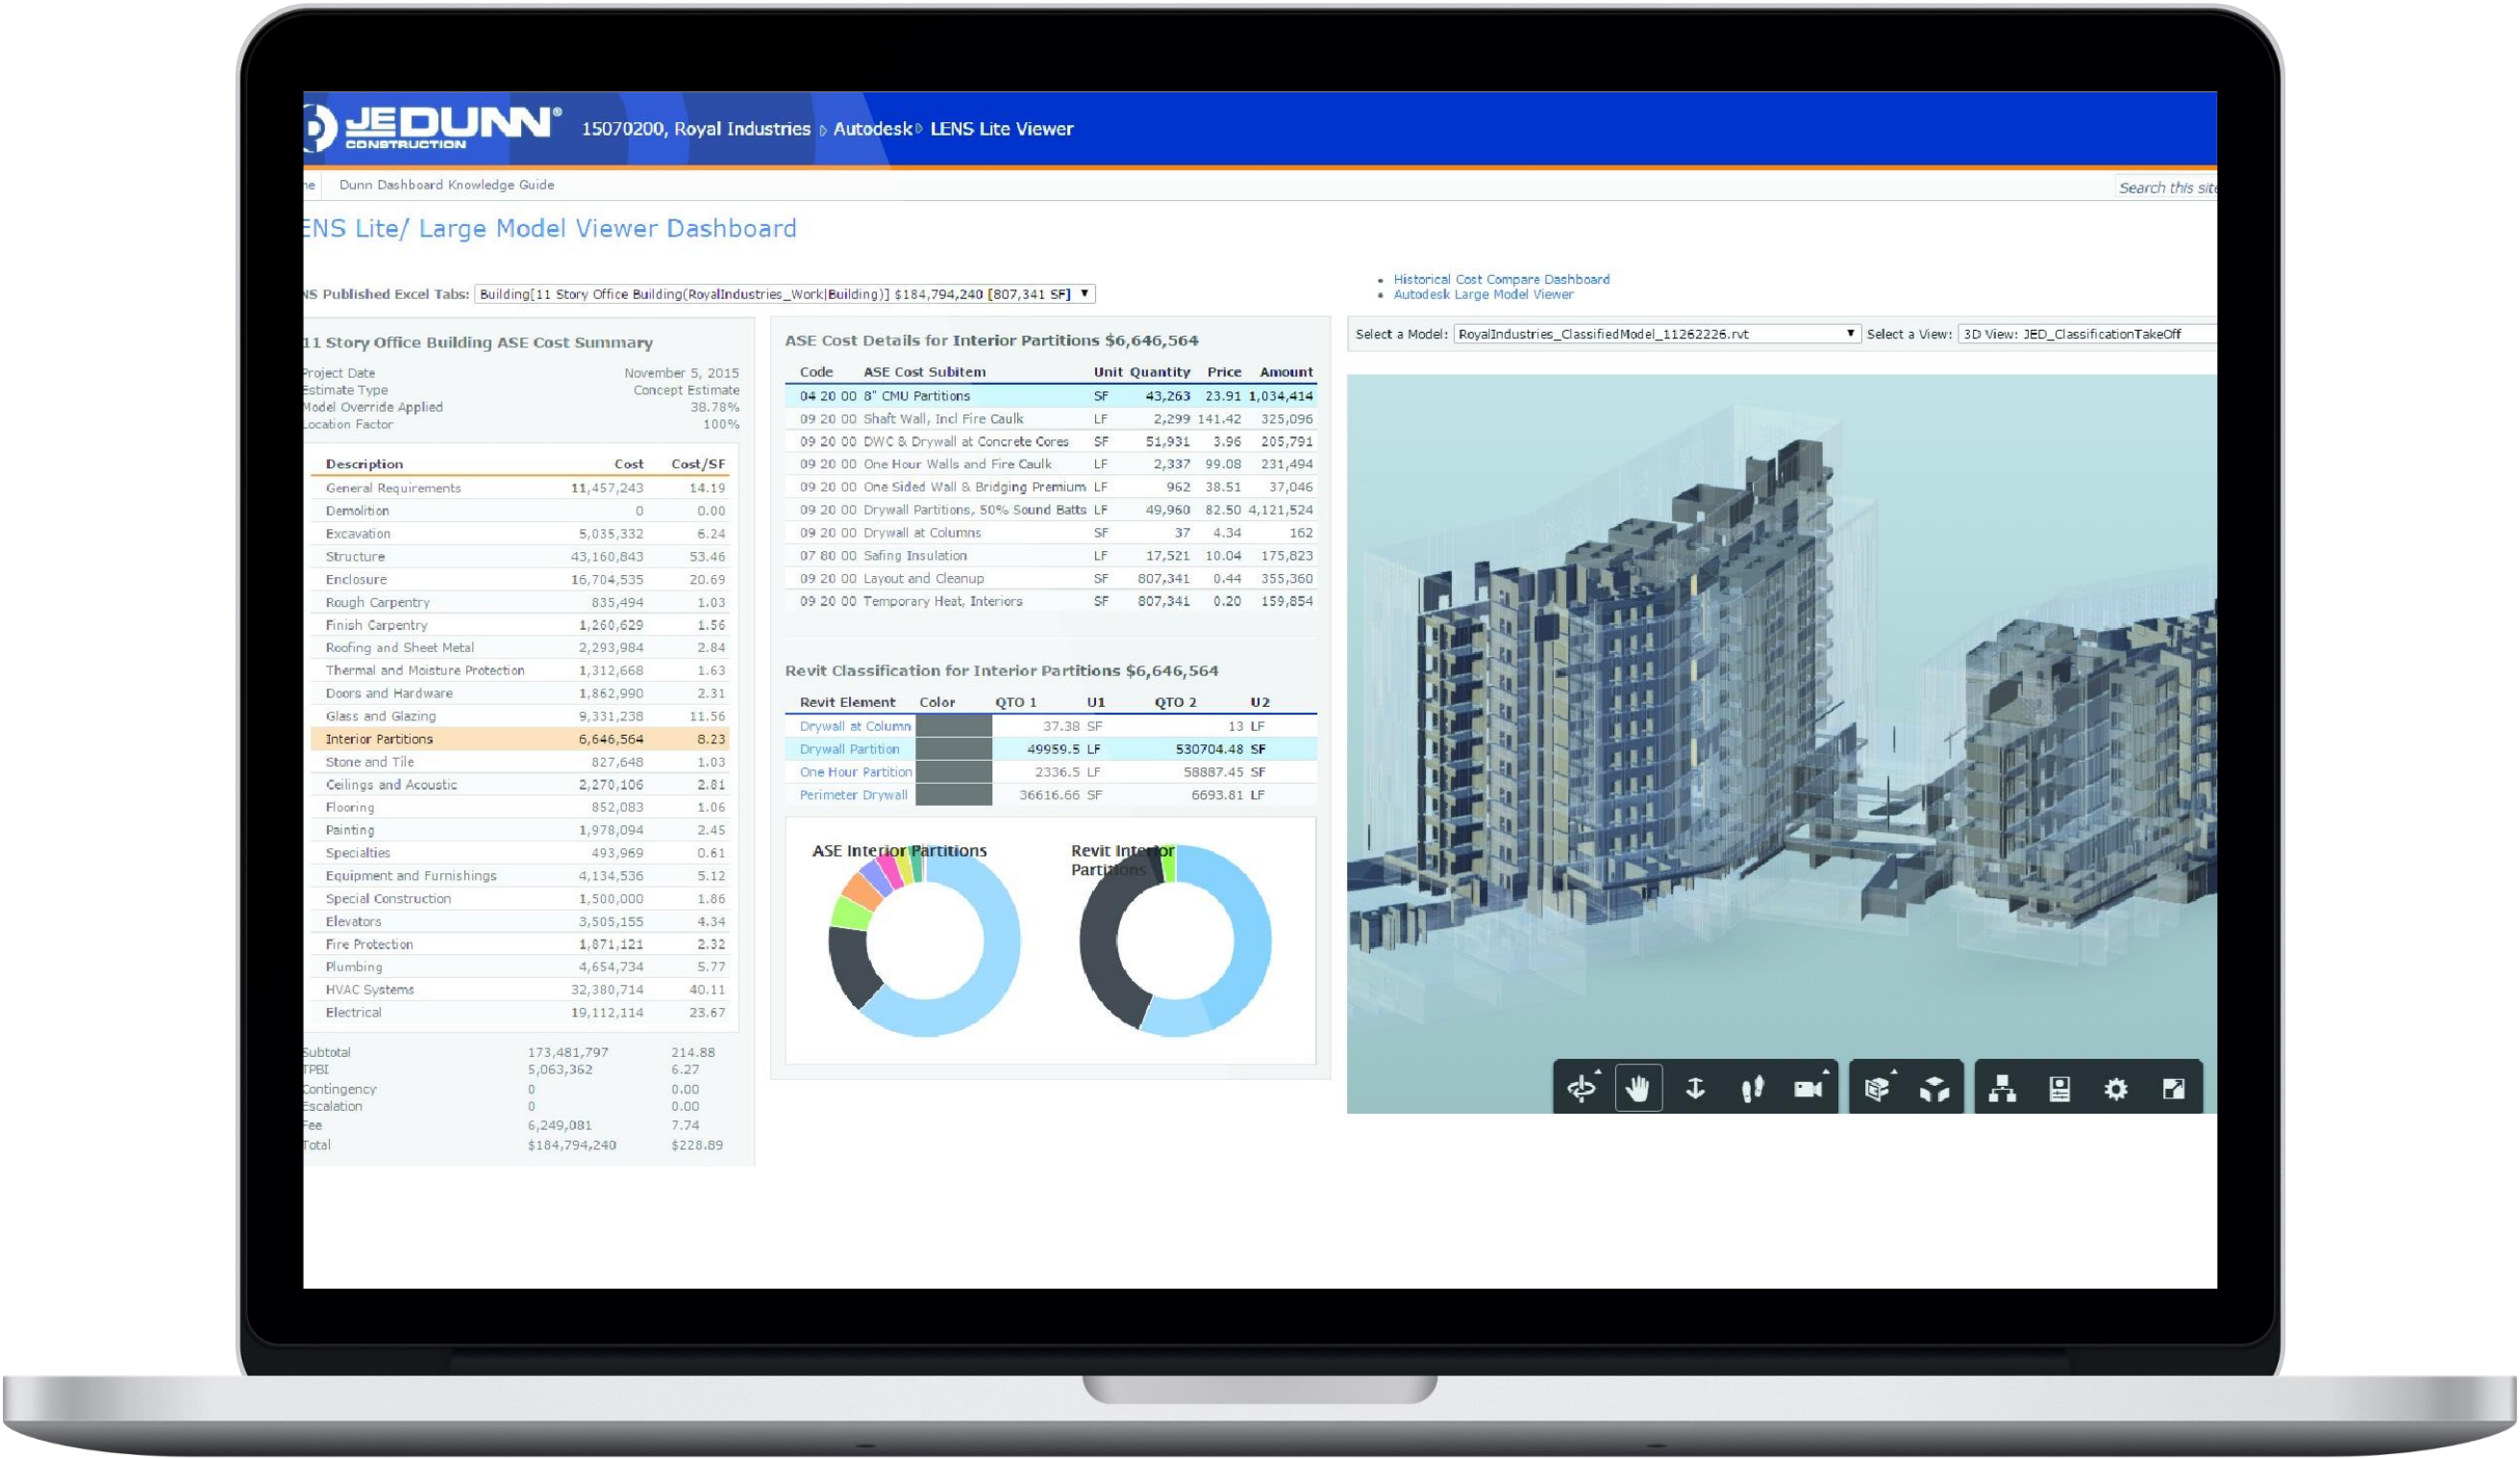 JEDUNN®
CONSTRUCTION
15070200, Royal Industries ▷ Autodesk ▷ LENS Lite Viewer
Dunn Dashboard Knowledge Guide
Search this site
ENS Lite/ Large Model Viewer Dashboard
Historical Cost Compare Dashboard
Autodesk Large Model Viewer
NS Published Excel Tabs: Building[11 Story Office Building(RoyalIndustries_Work|Building)] $184,794,240 [807,341 SF]
11 Story Office Building ASE Cost Summary
Project Date November 5, 2015
Estimate Type Concept Estimate
Model Override Applied 38.78%
Location Factor 100%
Description Cost Cost/SF
General Requirements 11,457,243 14.19
Demolition 0 0.00
Excavation 5,035,332 6.24
Structure 43,160,843 53.46
Enclosure 16,704,535 20.69
Rough Carpentry 835,494 1.03
Finish Carpentry 1,260,629 1.56
Roofing and Sheet Metal 2,293,984 2.84
Thermal and Moisture Protection 1,312,668 1.63
Doors and Hardware 1,862,990 2.31
Glass and Glazing 9,331,238 11.56
Interior Partitions 6,646,564 8.23
Stone and Tile 827,648 1.03
Ceilings and Acoustic 2,270,106 2.81
Flooring 852,083 1.06
Painting 1,978,094 2.45
Specialties 493,969 0.61
Equipment and Furnishings 4,134,536 5.12
Special Construction 1,500,000 1.86
Elevators 3,505,155 4.34
Fire Protection 1,871,121 2.32
Plumbing 4,654,734 5.77
HVAC Systems 32,380,714 40.11
Electrical 19,112,114 23.67
Subtotal 173,481,797 214.88
TPBI 5,063,362 6.27
Contingency 0 0.00
Escalation 0 0.00
Fee 6,249,081 7.74
Total $184,794,240 $228.89
ASE Cost Details for Interior Partitions $6,646,564
Code ASE Cost Subitem Unit Quantity Price Amount
04 20 00 8" CMU Partitions SF 43,263 23.91 1,034,414
09 20 00 Shaft Wall, Incl Fire Caulk LF 2,299 141.42 325,096
09 20 00 DWC & Drywall at Concrete Cores SF 51,931 3.96 205,791
09 20 00 One Hour Walls and Fire Caulk LF 2,337 99.08 231,494
09 20 00 One Sided Wall & Bridging Premium LF 962 38.51 37,046
09 20 00 Drywall Partitions, 50% Sound Batts LF 49,960 82.50 4,121,524
09 20 00 Drywall at Columns SF 37 4.34 162
07 80 00 Safing Insulation LF 17,521 10.04 175,823
09 20 00 Layout and Cleanup SF 807,341 0.44 355,360
09 20 00 Temporary Heat, Interiors SF 807,341 0.20 159,854
Revit Classification for Interior Partitions $6,646,564
Revit Element Color QTO 1 U1 QTO 2 U2
Drywall at Column 37.38 SF 13 LF
Drywall Partition 49959.5 LF 530704.48 SF
One Hour Partition 2336.5 LF 58887.45 SF
Perimeter Drywall 36616.66 SF 6693.81 LF
ASE Interior Partitions
Revit Interior
Partitions
Select a Model: RoyalIndustries_ClassifiedModel_11262226.rvt Select a View: 3D View: JED_ClassificationTakeOff